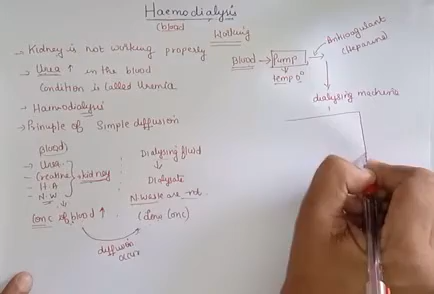 Haemodialysis
(blood
→ Kidney is not working properly
→ Urea ↑ in the blood
Condition is called Uremia
→ Haemodialysis
→ Principle of Simple diffusion
Blood)
- Urea
- Creatine
- H.A
- N.W
kidney
Conc of blood ↑
diffusion occur
Dialysing fluid
↓
Dialysate
N.Waste are not
(Low conc)
Working
Blood → Pump → Anticoagulant
(Heparine)
↓
temp 0°
↓
dialysing machine